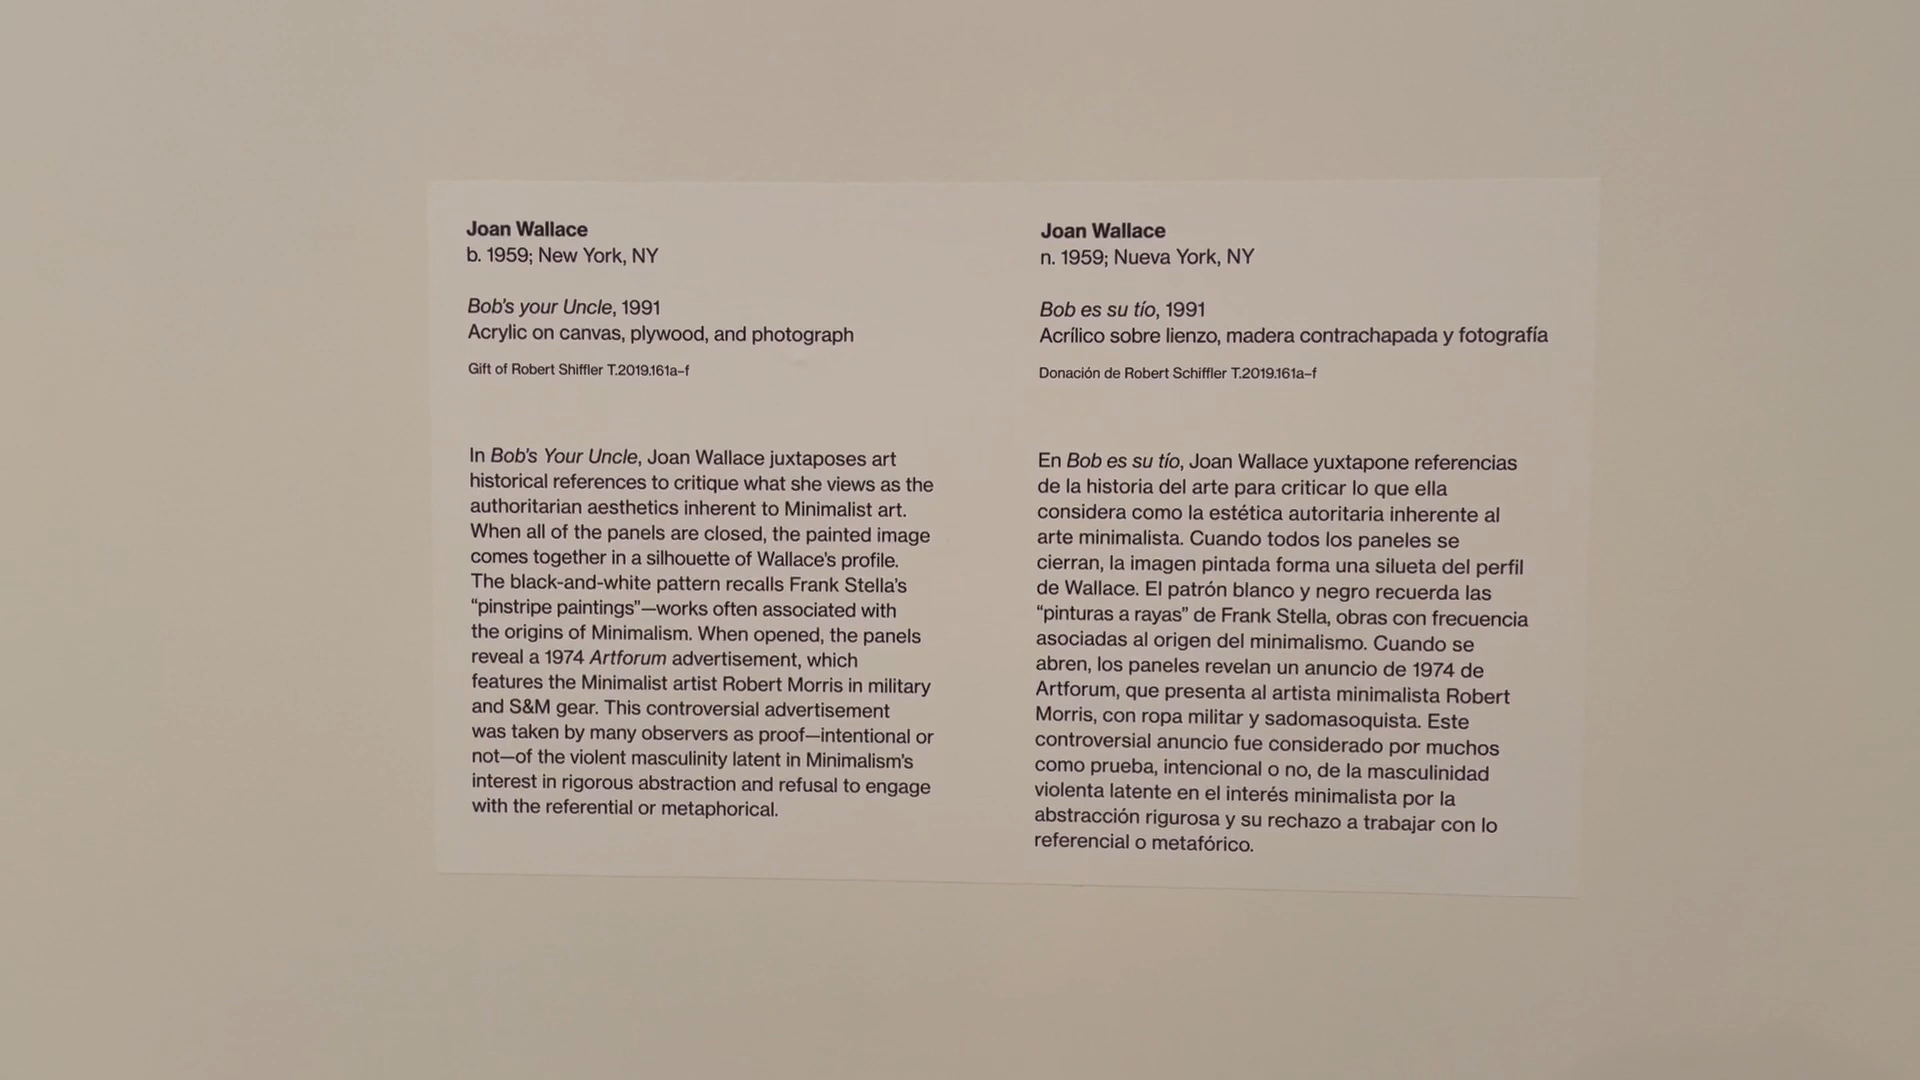 Joan Wallace
b. 1959; New York, NY
Bob's your Uncle, 1991
Acrylic on canvas, plywood, and photograph
Gift of Robert Shiffler T.2019.161a–f
In Bob's Your Uncle, Joan Wallace juxtaposes art
historical references to critique what she views as the
authoritarian aesthetics inherent to Minimalist art.
When all of the panels are closed, the painted image
comes together in a silhouette of Wallace's profile.
The black-and-white pattern recalls Frank Stella's
“pinstripe paintings”—works often associated with
the origins of Minimalism. When opened, the panels
reveal a 1974 Artforum advertisement, which
features the Minimalist artist Robert Morris in military
and S&M gear. This controversial advertisement
was taken by many observers as proof—intentional or
not—of the violent masculinity latent in Minimalism's
interest in rigorous abstraction and refusal to engage
with the referential or metaphorical.
Joan Wallace
n. 1959; Nueva York, NY
Bob es su tío, 1991
Acrílico sobre lienzo, madera contrachapada y fotografía
Donación de Robert Schiffler T.2019.161a–f
En Bob es su tío, Joan Wallace yuxtapone referencias
de la historia del arte para criticar lo que ella
considera como la estética autoritaria inherente al
arte minimalista. Cuando todos los paneles se
cierran, la imagen pintada forma una silueta del perfil
de Wallace. El patrón blanco y negro recuerda las
“pinturas a rayas” de Frank Stella, obras con frecuencia
asociadas al origen del minimalismo. Cuando se
abren, los paneles revelan un anuncio de 1974 de
Artforum, que presenta al artista minimalista Robert
Morris, con ropa militar y sadomasoquista. Este
controversial anuncio fue considerado por muchos
como prueba, intencional o no, de la masculinidad
violenta latente en el interés minimalista por la
abstracción rigurosa y su rechazo a trabajar con lo
referencial o metafórico.